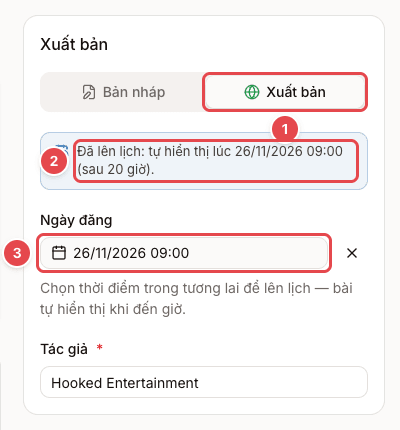 Xuất bản
Bản nháp
Xuất bản
1
2
Đã lên lịch: tự hiển thị lúc 26/11/2026 09:00
(sau 20 giờ).
Ngày đăng
3
26/11/2026 09:00
Chọn thời điểm trong tương lai để lên lịch — bài
tự hiển thị khi đến giờ.
Tác giả *
Hooked Entertainment